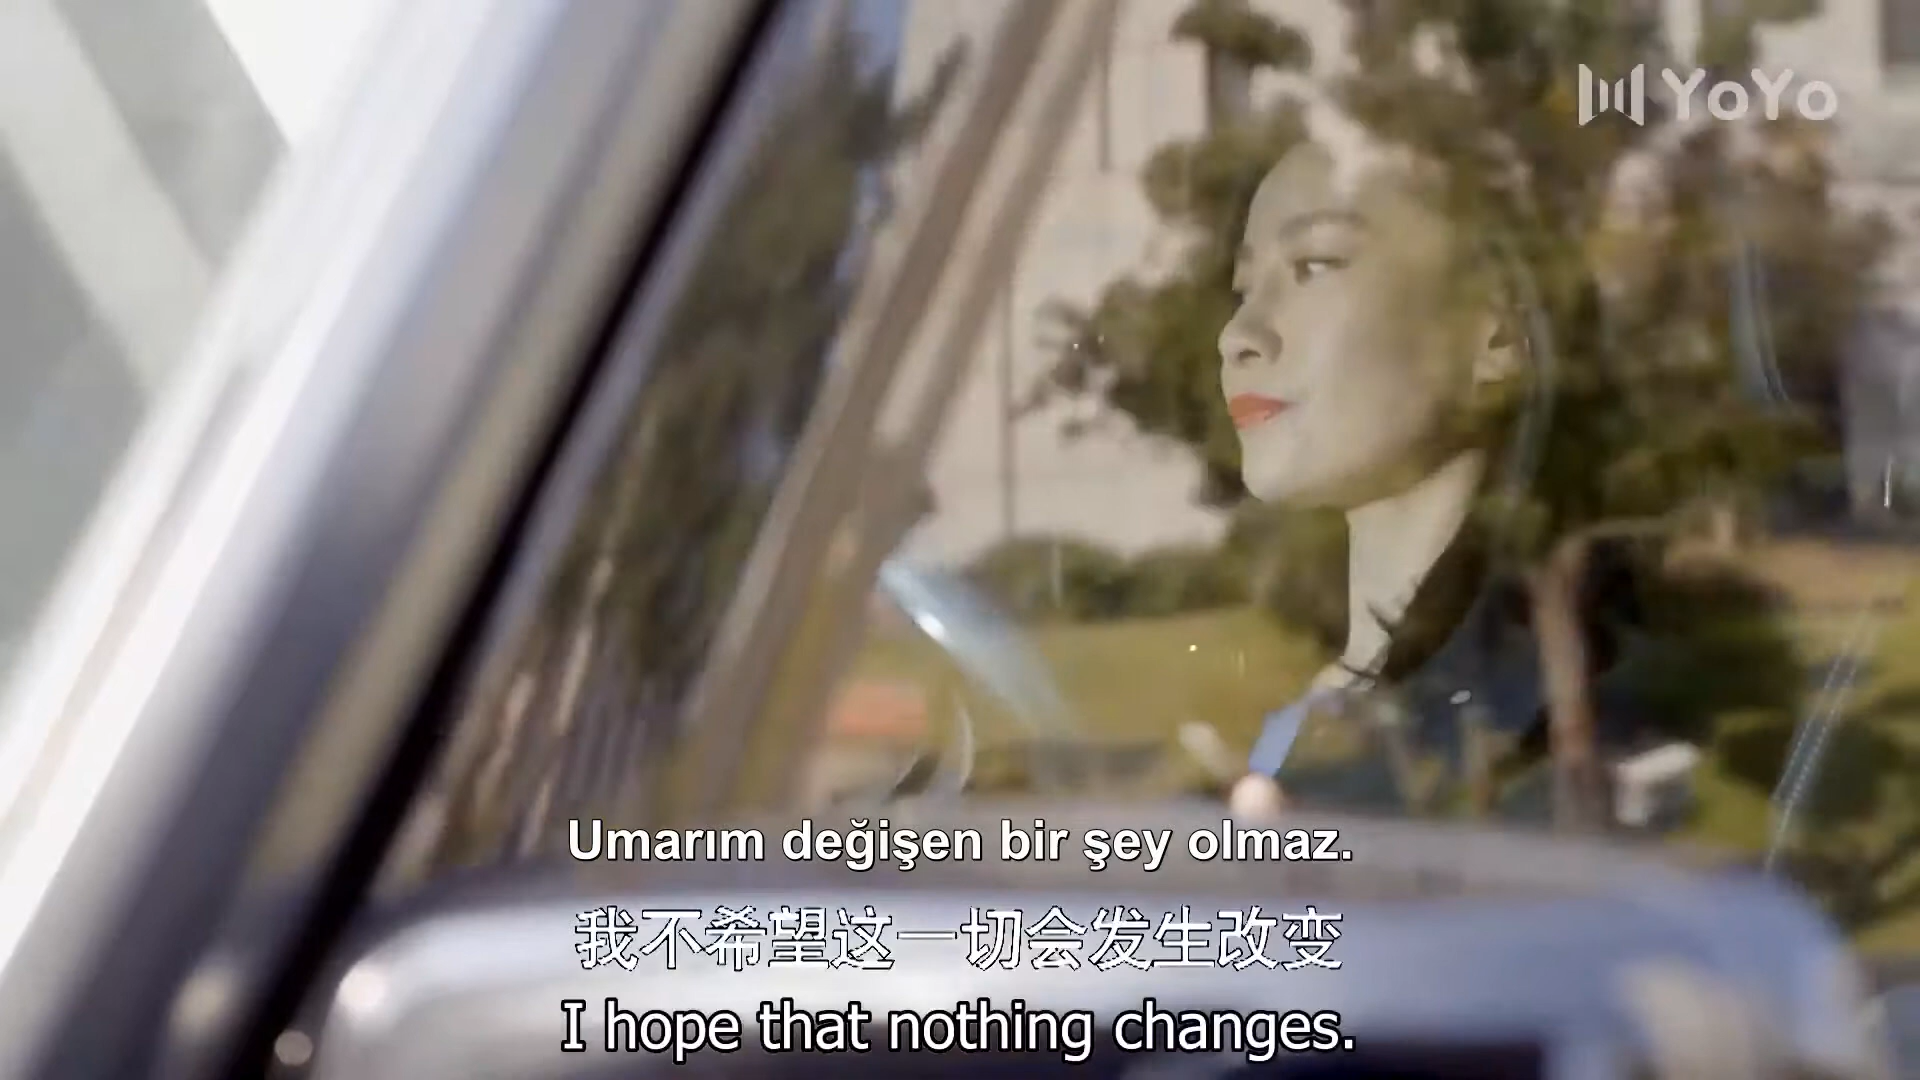 YoYo
Umarım değişen bir şey olmaz.
我不希望这一切会发生改变
I hope that nothing changes.